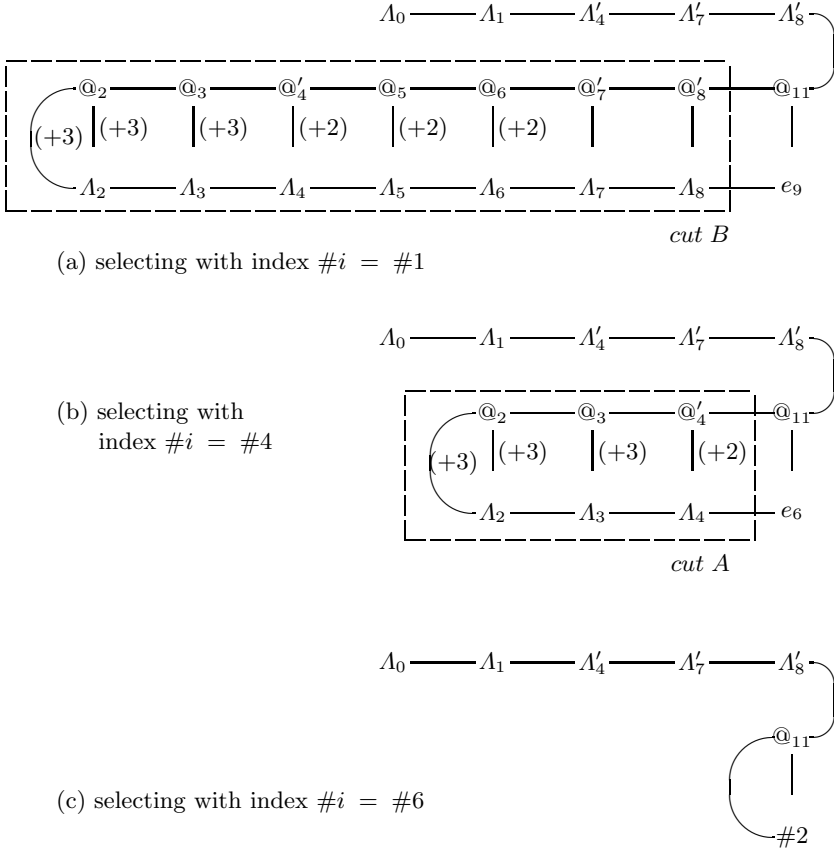 Λ₀ Λ₁ Λ′₄ Λ′₇ Λ′₈
@₂ @₃ @′₄ @₅ @₆ @′₇ @′₈ @₁₁
(+3) (+3) (+3) (+2) (+2) (+2)
Λ₂ Λ₃ Λ₄ Λ₅ Λ₆ Λ₇ Λ₈ e₉
cut B
(a) selecting with index #i = #1
Λ₀ Λ₁ Λ′₄ Λ′₇ Λ′₈
(b) selecting with
index #i = #4
@₂ @₃ @′₄ @₁₁
(+3) (+3) (+3) (+2)
Λ₂ Λ₃ Λ₄ e₆
cut A
Λ₀ Λ₁ Λ′₄ Λ′₇ Λ′₈
@₁₁
(c) selecting with index #i = #6
#2